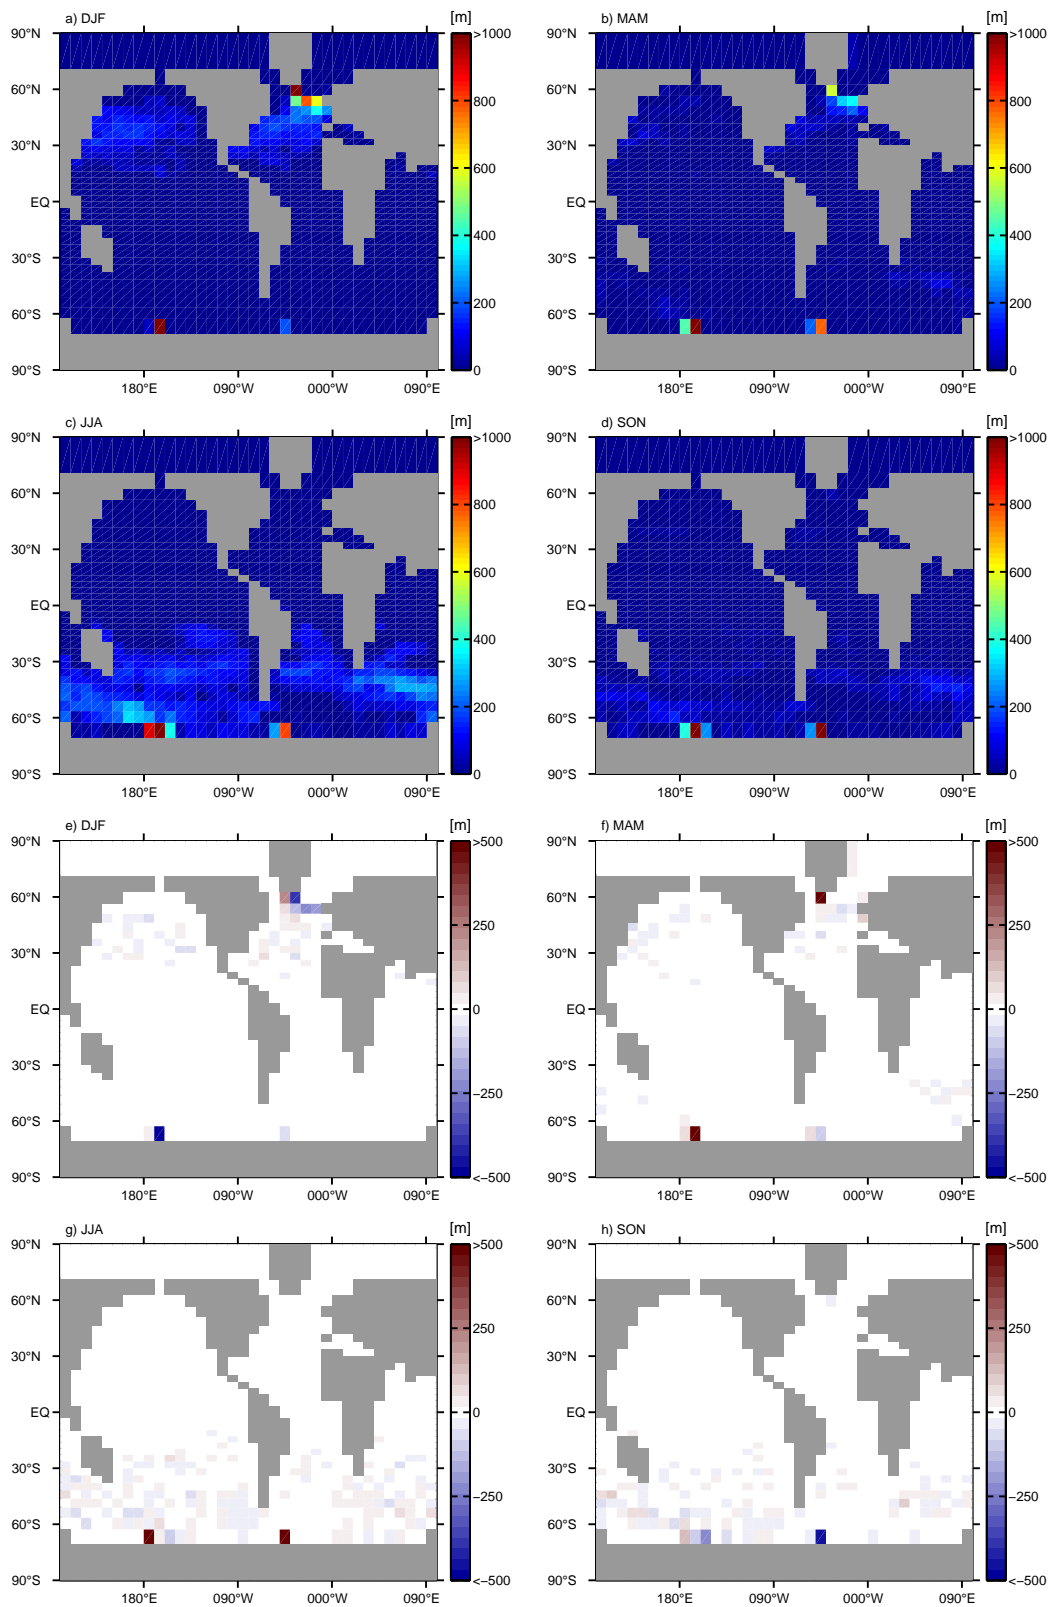 a) DJF
[m]
90°N
60°N
30°N
EQ
30°S
60°S
90°S
180°E
090°W
000°W
090°E
>1000
800
600
400
200
0
b) MAM
[m]
90°N
60°N
30°N
EQ
30°S
60°S
90°S
180°E
090°W
000°W
090°E
>1000
800
600
400
200
0
c) JJA
[m]
90°N
60°N
30°N
EQ
30°S
60°S
90°S
180°E
090°W
000°W
090°E
>1000
800
600
400
200
0
d) SON
[m]
90°N
60°N
30°N
EQ
30°S
60°S
90°S
180°E
090°W
000°W
090°E
>1000
800
600
400
200
0
e) DJF
[m]
90°N
60°N
30°N
EQ
30°S
60°S
90°S
180°E
090°W
000°W
090°E
>500
250
0
−250
<−500
f) MAM
[m]
90°N
60°N
30°N
EQ
30°S
60°S
90°S
180°E
090°W
000°W
090°E
>500
250
0
−250
<−500
g) JJA
[m]
90°N
60°N
30°N
EQ
30°S
60°S
90°S
180°E
090°W
000°W
090°E
>500
250
0
−250
<−500
h) SON
[m]
90°N
60°N
30°N
EQ
30°S
60°S
90°S
180°E
090°W
000°W
090°E
>500
250
0
−250
<−500